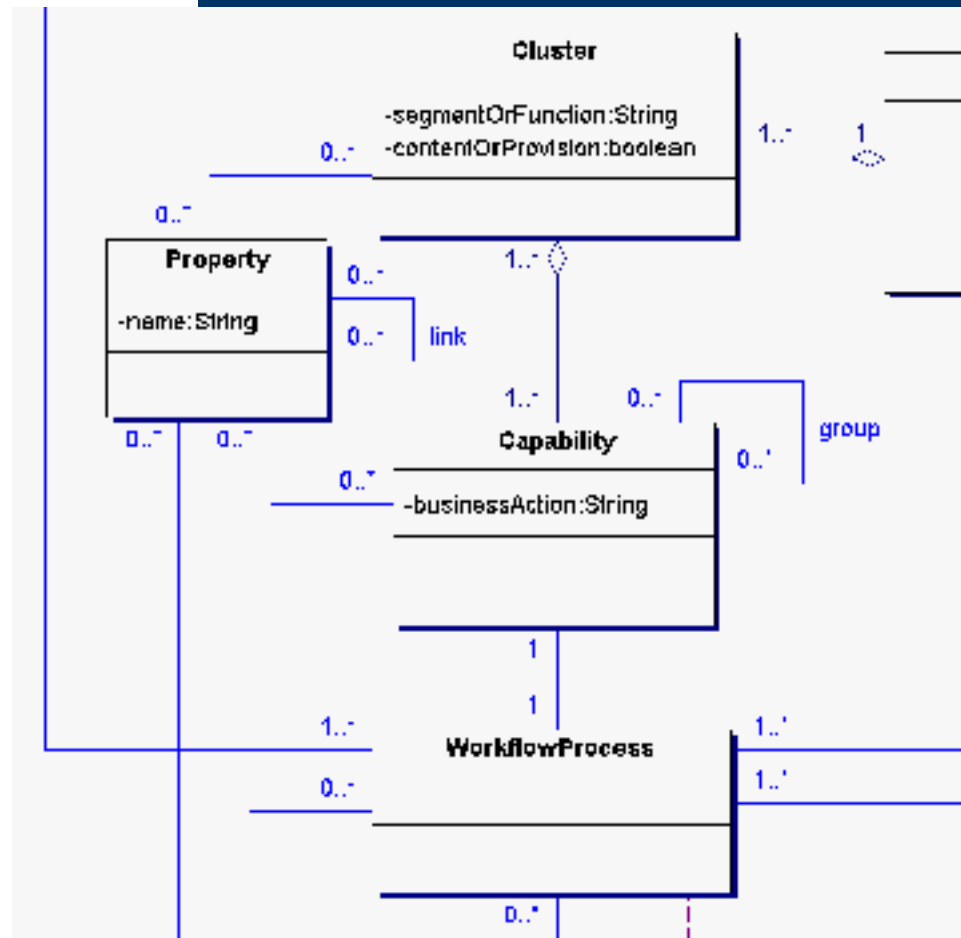 Cluster
-segmentOrFunction:String
-contentOrProvision:boolean
1..*
1
0..*
0..*
Property
1..*
0..*
-name:String
0..*
link
1..*
0..*
0..*
0..*
Capability
group
0..*
0..*
-businessAction:String
1
1
1..*
WorkflowProcess
1..*
0..*
1..*
0..*